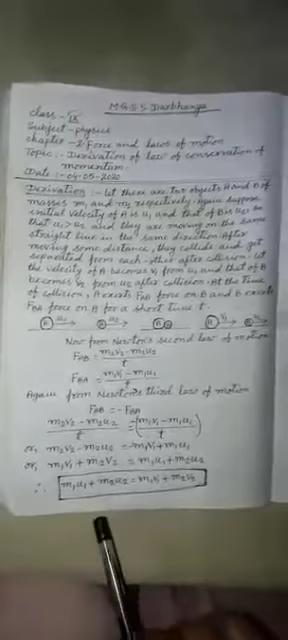 M.G.S.S Darbhanga
Class :- IX
Subject - physics
chapter - 2 Force and laws of motion
Topic :- Derivation of law of conservation of
momentum
Date :- 04-05-2020
Derivation :- let there are two objects A and B of
masses m₁ and m₂ respectively. Again suppose
initial velocity of A is u₁ and that of B is u₂, so
that u₁ > u₂ and they are moving on the same
straight line in the same direction. After
moving some distance, they collide and get
separated from each-other after collision. let
the velocity of A becomes v₁ from u₁ and that of B
becomes v₂ from u₂ after collision. At the time
of collision, A exerts FAB force on B and B exerts
FBA force on A for a short time t.
A u₁ B u₂ A B A v₁ B v₂
Now from Newton's second law of motion
FAB = m₂v₂ - m₂u₂ / t
FBA = m₁v₁ - m₁u₁ / t
Again from Newton's third law of motion
FAB = - FBA
m₂v₂ - m₂u₂ / t = -(m₁v₁ - m₁u₁ / t)
or, m₂v₂ - m₂u₂ = -m₁v₁ + m₁u₁
or, m₁v₁ + m₂v₂ = m₁u₁ + m₂u₂
∴ m₁u₁ + m₂u₂ = m₁v₁ + m₂v₂